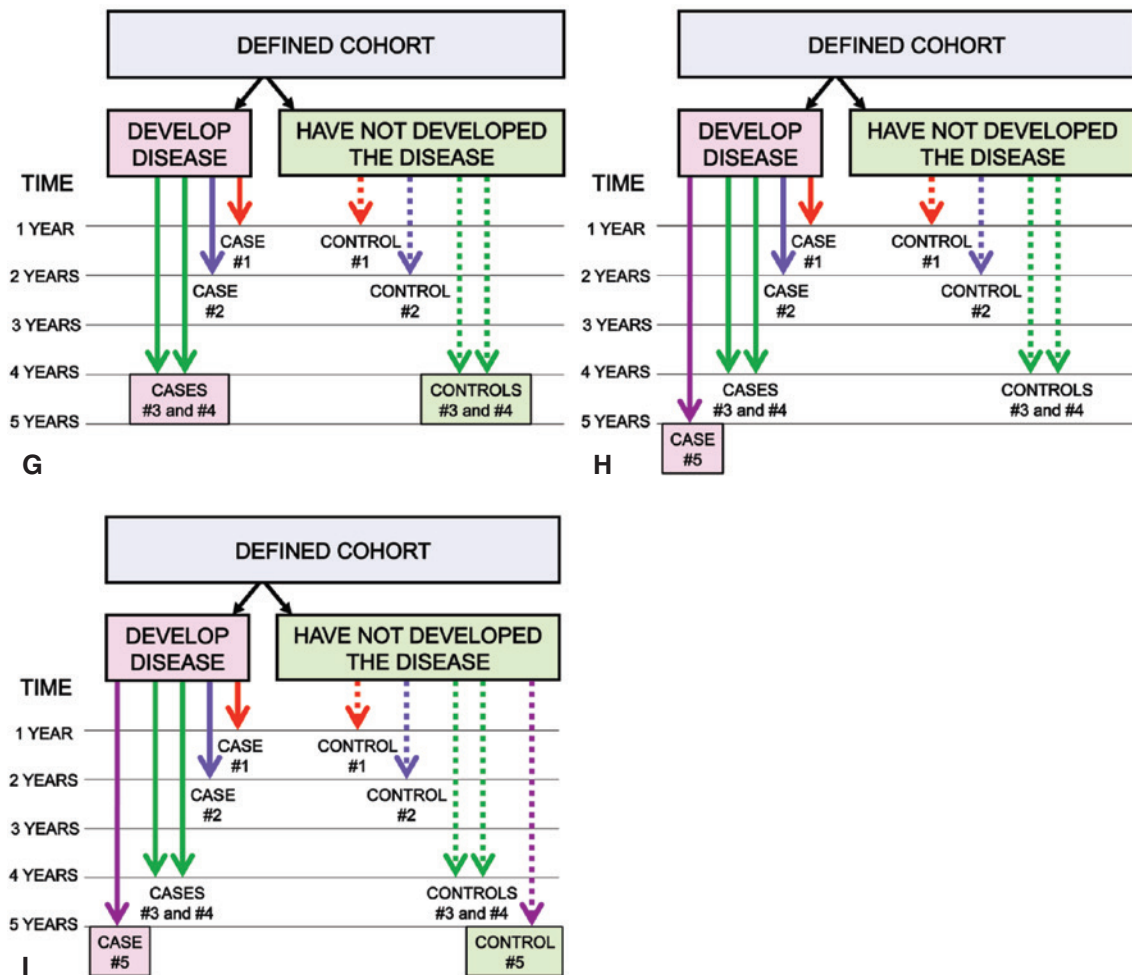 DEFINED COHORT
DEVELOP
DISEASE
HAVE NOT DEVELOPED
THE DISEASE
TIME
1 YEAR
CASE
#1
CONTROL
#1
2 YEARS
CASE
#2
CONTROL
#2
3 YEARS
4 YEARS
CASES
#3 and #4
CONTROLS
#3 and #4
5 YEARS
G
DEFINED COHORT
DEVELOP
DISEASE
HAVE NOT DEVELOPED
THE DISEASE
TIME
1 YEAR
CASE
#1
CONTROL
#1
2 YEARS
CASE
#2
CONTROL
#2
3 YEARS
4 YEARS
CASES
#3 and #4
CONTROLS
#3 and #4
5 YEARS
CASE
#5
H
DEFINED COHORT
DEVELOP
DISEASE
HAVE NOT DEVELOPED
THE DISEASE
TIME
1 YEAR
CASE
#1
CONTROL
#1
2 YEARS
CASE
#2
CONTROL
#2
3 YEARS
4 YEARS
CASES
#3 and #4
CONTROLS
#3 and #4
5 YEARS
CASE
#5
CONTROL
#5
I